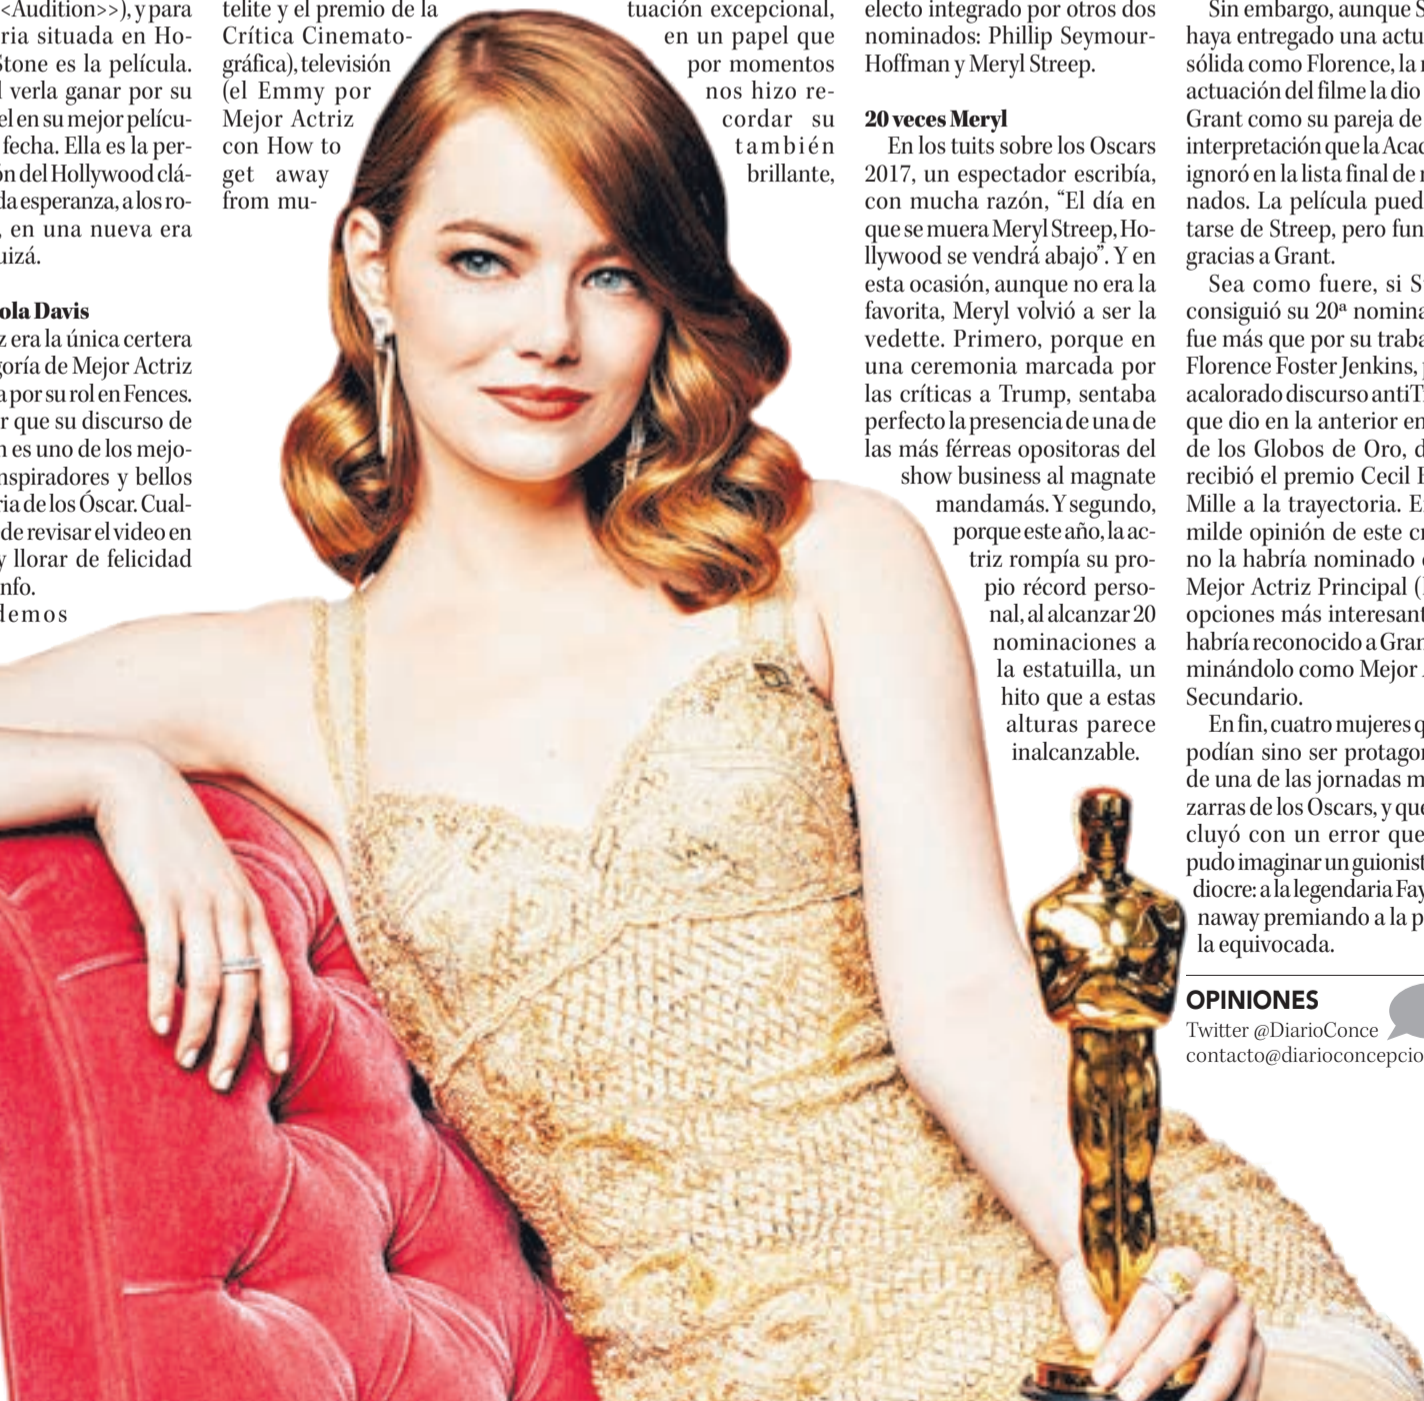 <Audition>>), y para
ria situada en Ho-
Stone es la película.
verla ganar por su
el en su mejor pelícu-
fecha. Ella es la per-
ón del Hollywood clá-
da esperanza, a los ro-
, en una nueva era
uizá.
ola Davis
z era la única certera
goría de Mejor Actriz
a por su rol en Fences.
r que su discurso de
n es uno de los mejo-
nspiradores y bellos
ria de los Óscar. Cual-
de revisar el video en
y llorar de felicidad
nfo.
demos
telite y el premio de la
Crítica Cinemato-
gráfica), televisión
(el Emmy por
Mejor Actriz
con How to
get away
from mu-
tuación excepcional,
en un papel que
por momentos
nos hizo re-
cordar su
también
brillante,
electo integrado por otros dos
nominados: Phillip Seymour-
Hoffman y Meryl Streep.
20 veces Meryl
En los tuits sobre los Oscars
2017, un espectador escribía,
con mucha razón, “El día en
que se muera Meryl Streep, Ho-
llywood se vendrá abajo”. Y en
esta ocasión, aunque no era la
favorita, Meryl volvió a ser la
vedette. Primero, porque en
una ceremonia marcada por
las críticas a Trump, sentaba
perfecto la presencia de una de
las más férreas opositoras del
show business al magnate
mandamás. Y segundo,
porque este año, la ac-
triz rompía su pro-
pio récord perso-
nal, al alcanzar 20
nominaciones a
la estatuilla, un
hito que a estas
alturas parece
inalcanzable.
Sin embargo, aunque S
haya entregado una actu
sólida como Florence, la
actuación del filme la dio
Grant como su pareja de
interpretación que la Acad
ignoró en la lista final de
nados. La película pued
tarse de Streep, pero fun
gracias a Grant.
Sea como fuere, si S
consiguió su 20ª nomina
fue más que por su traba
Florence Foster Jenkins,
acalorado discurso antiT
que dio en la anterior en
de los Globos de Oro, d
recibió el premio Cecil
Mille a la trayectoria. E
milde opinión de este cr
no la habría nominado
Mejor Actriz Principal (
opciones más interesant
habría reconocido a Gran
minándolo como Mejor
Secundario.
En fin, cuatro mujeres q
podían sino ser protagon
de una de las jornadas m
zarras de los Oscars, y que
cluyó con un error que
pudo imaginar un guionist
diocre: a la legendaria Fay
naway premiando a la p
la equivocada.
OPINIONES
Twitter @DiarioConce
contacto@diarioconcepcio